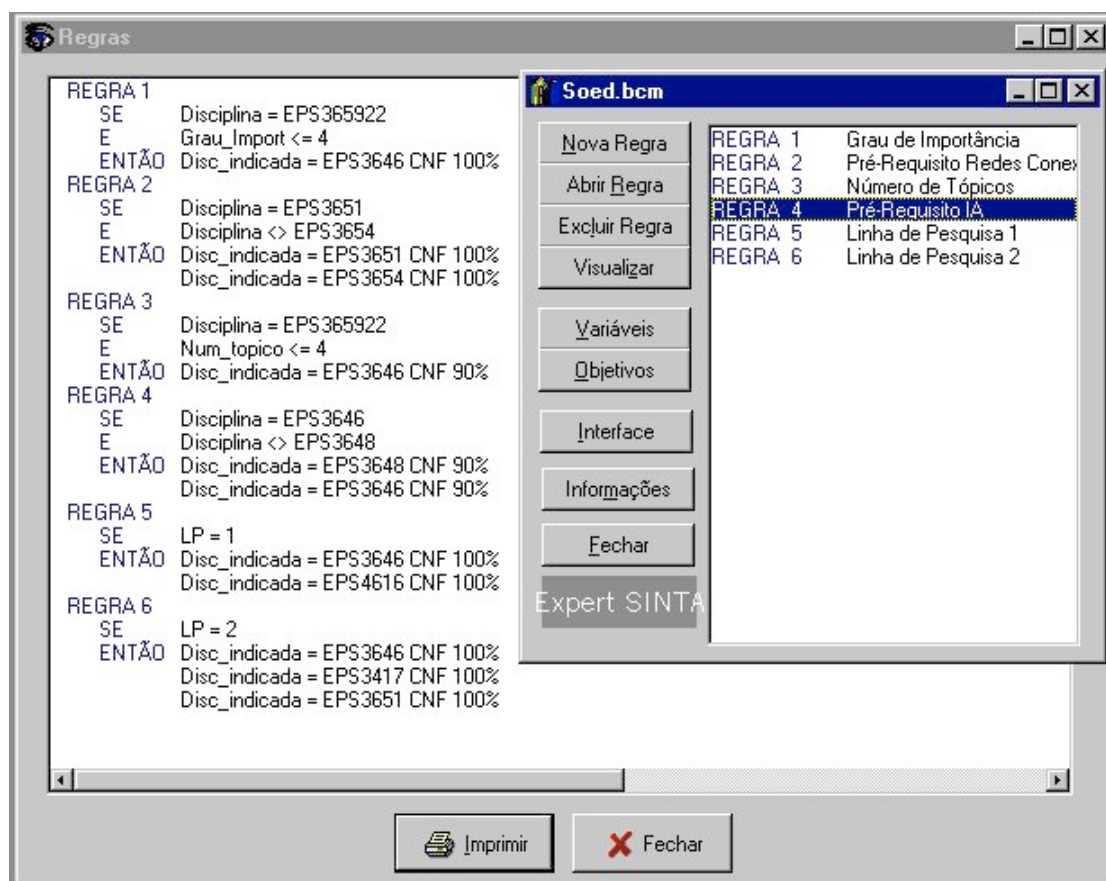 Regras
REGRA 1
SE Disciplina = EPS365922
E Grau_Import <= 4
ENTÃO Disc_indicada = EPS3646 CNF 100%
REGRA 2
SE Disciplina = EPS3651
E Disciplina <> EPS3654
ENTÃO Disc_indicada = EPS3651 CNF 100%
Disc_indicada = EPS3654 CNF 100%
REGRA 3
SE Disciplina = EPS365922
E Num_topico <= 4
ENTÃO Disc_indicada = EPS3646 CNF 90%
REGRA 4
SE Disciplina = EPS3646
E Disciplina <> EPS3648
ENTÃO Disc_indicada = EPS3648 CNF 90%
Disc_indicada = EPS3646 CNF 90%
REGRA 5
SE LP = 1
ENTÃO Disc_indicada = EPS3646 CNF 100%
Disc_indicada = EPS4616 CNF 100%
REGRA 6
SE LP = 2
ENTÃO Disc_indicada = EPS3646 CNF 100%
Disc_indicada = EPS3417 CNF 100%
Disc_indicada = EPS3651 CNF 100%
Soed.bcm
Nova Regra
Abrir Regra
Excluir Regra
Visualizar
Variáveis
Objetivos
Interface
Informações
Fechar
Expert SINTA
REGRA 1 Grau de Importância
REGRA 2 Pré-Requisito Redes Conex
REGRA 3 Número de Tópicos
REGRA 4 Pré-Requisito IA
REGRA 5 Linha de Pesquisa 1
REGRA 6 Linha de Pesquisa 2
Imprimir
Fechar